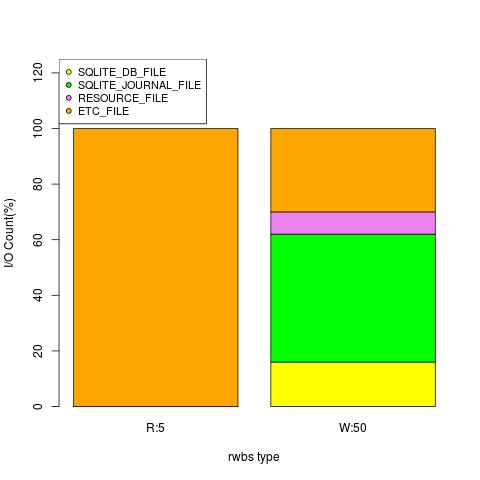 SQLITE_DB_FILE
SQLITE_JOURNAL_FILE
RESOURCE_FILE
ETC_FILE
120
100
80
60
40
20
0
I/O Count(%)
R:5 W:50
rwbs type